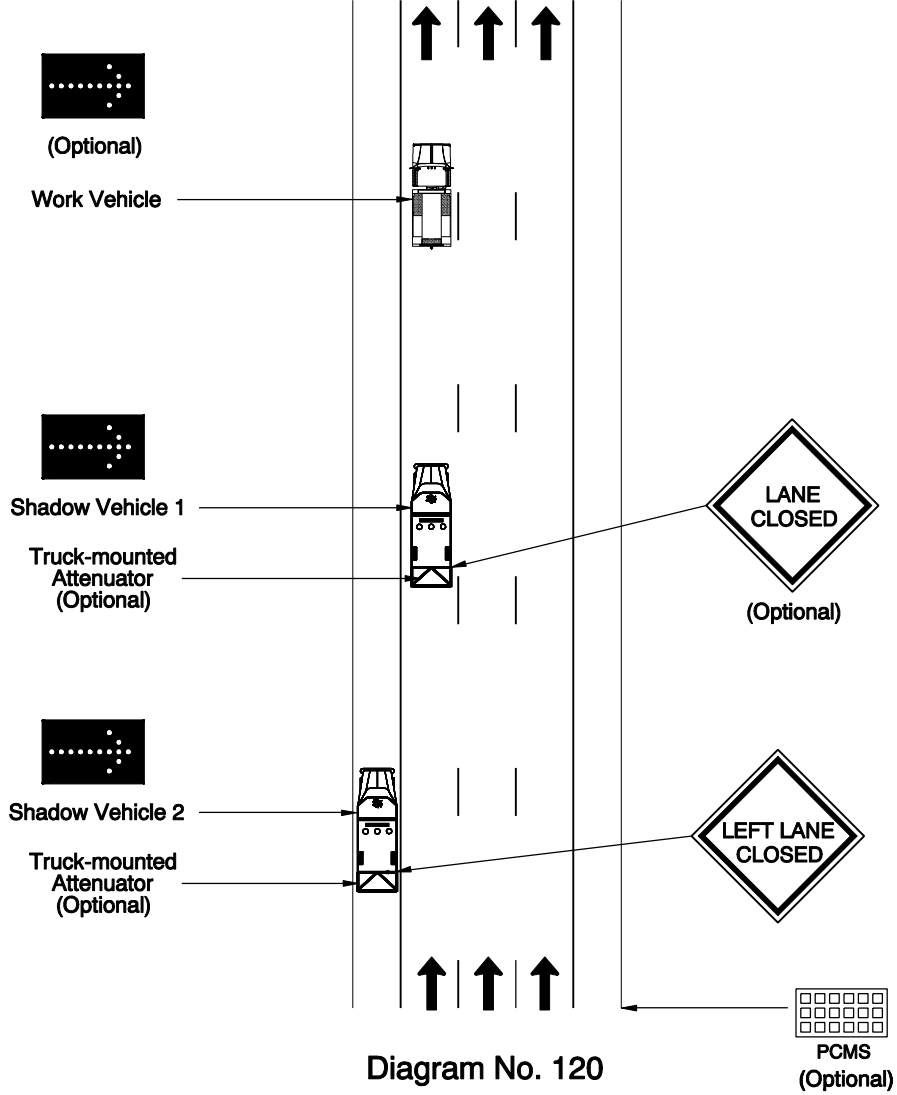 (Optional)
Work Vehicle
Shadow Vehicle 1
LANE
CLOSED
Truck-mounted
Attenuator
(Optional)
(Optional)
Shadow Vehicle 2
LEFT LANE
CLOSED
Truck-mounted
Attenuator
(Optional)
PCMS
(Optional)
Diagram No. 120